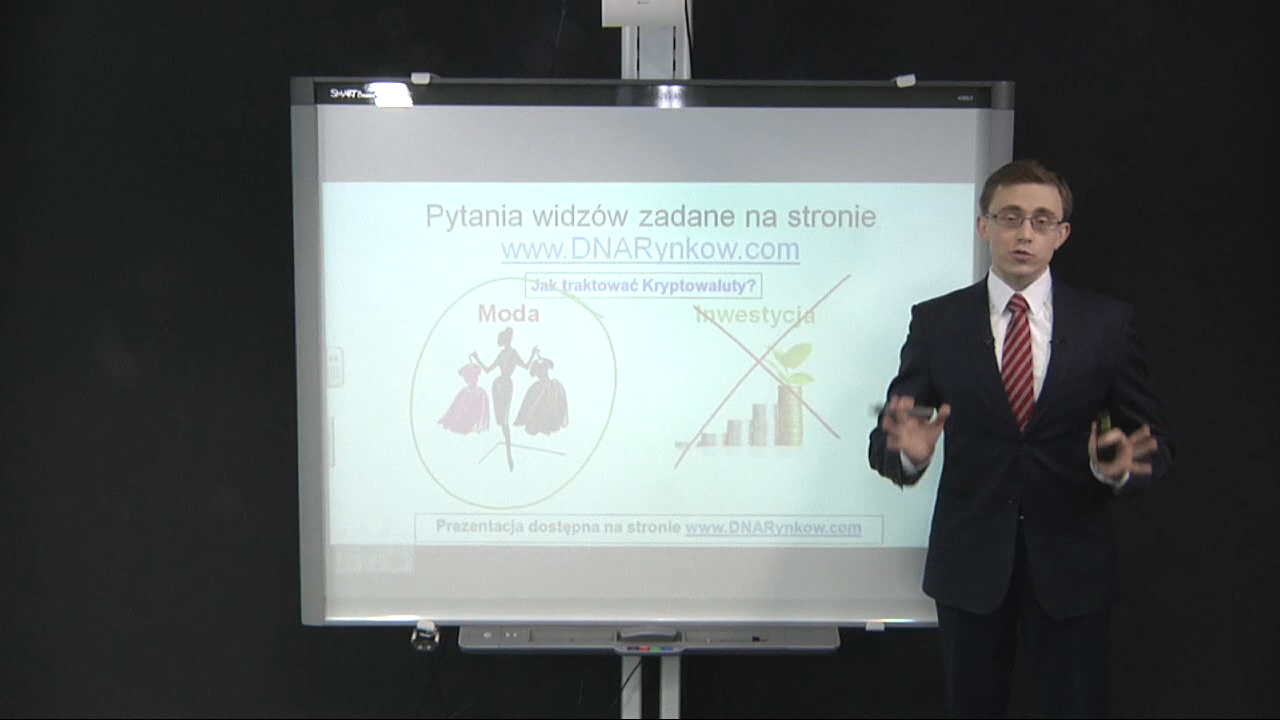 SMART
Pytania widzów zadane na stronie
www.DNARynkow.com
Jak traktować Kryptowaluty?
Moda
Inwestycja
Prezentacja dostępna na stronie www.DNARynkow.com